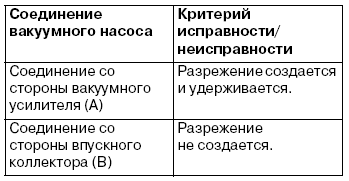 Соединение
вакуумного насоса
Критерий
исправности/
неисправности
Соединение со
стороны вакуумного
усилителя (А)
Разрежение создается
и удерживается.
Соединение со
стороны впускного
коллектора (В)
Разрежение
не создается.